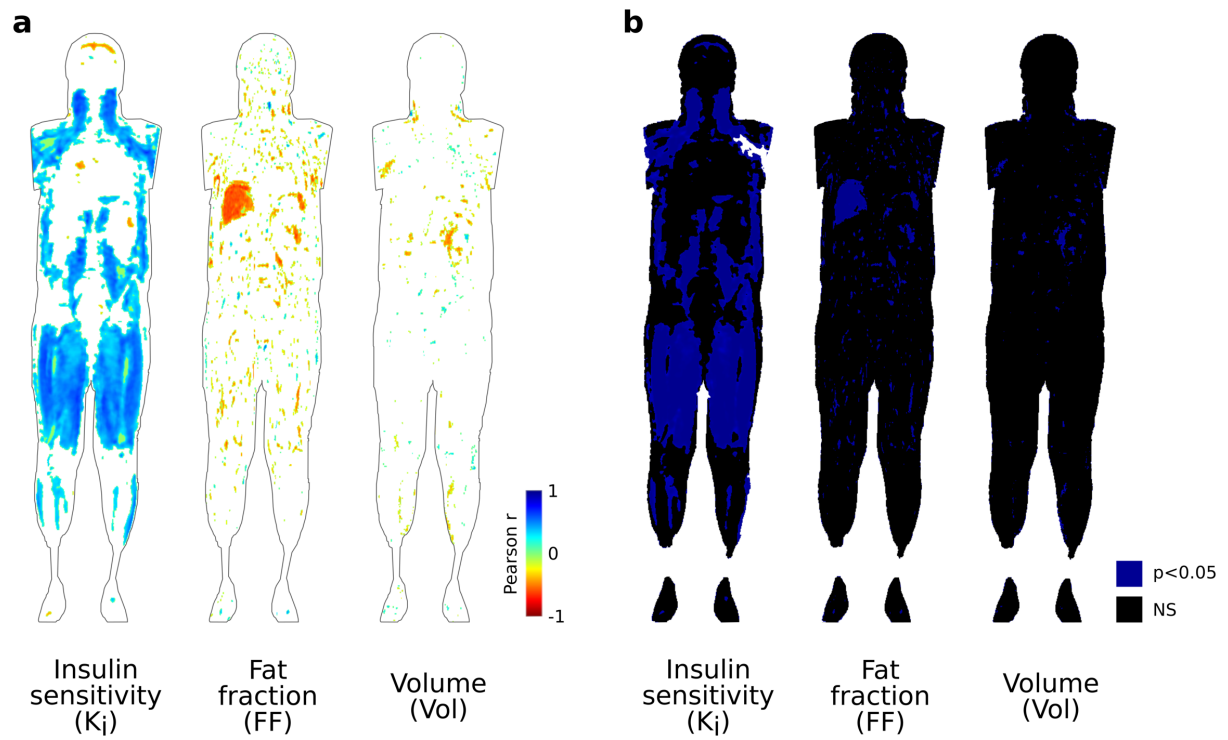 a
b
1
0
-1
Pearson r
p<0.05
NS
Insulin
sensitivity
(Ki)
Fat
fraction
(FF)
Volume
(Vol)
Insulin
sensitivity
(Ki)
Fat
fraction
(FF)
Volume
(Vol)